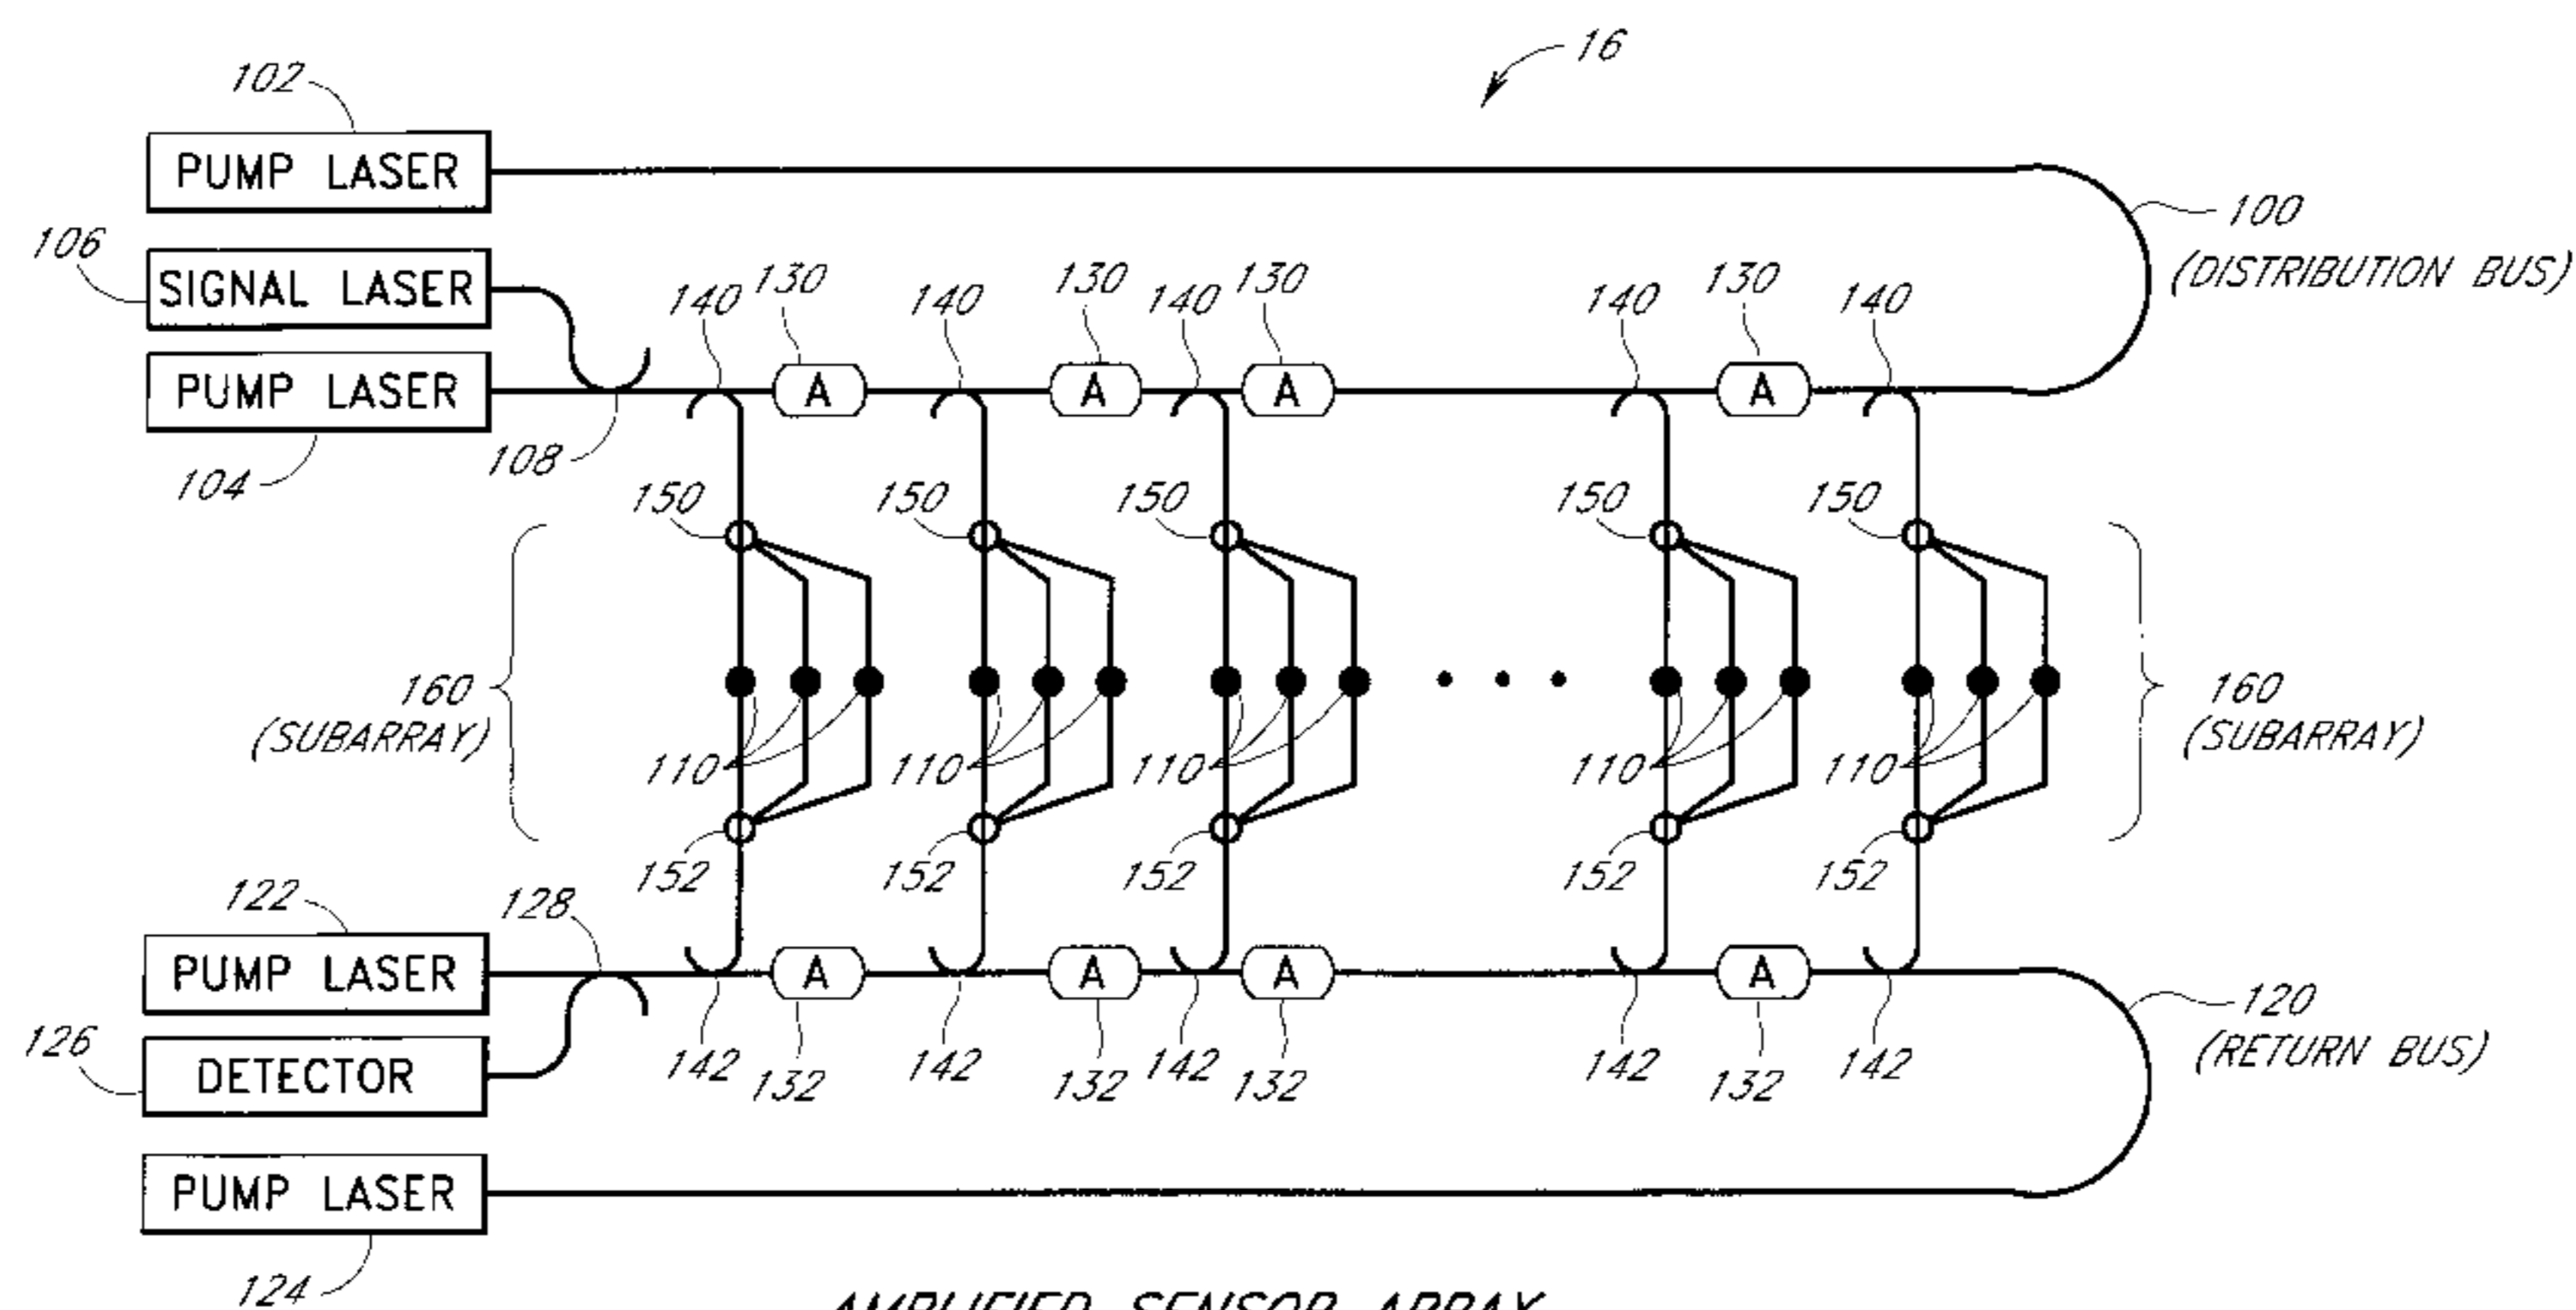 16
102
PUMP LASER
100
(DISTRIBUTION BUS)
106
SIGNAL LASER
140 130 140 130 140 130 140 130 140
PUMP LASER
A A A A
104
108
150 150 150 150 150
160
(SUBARRAY)
160
(SUBARRAY)
110 110 110 110 110
152 152 152 152 152
122
128
PUMP LASER
A A A A
120
(RETURN BUS)
126
DETECTOR
142 132 142 132 142 132 142 132 142
PUMP LASER
124
AMPLIFIED SENSOR ARRAY